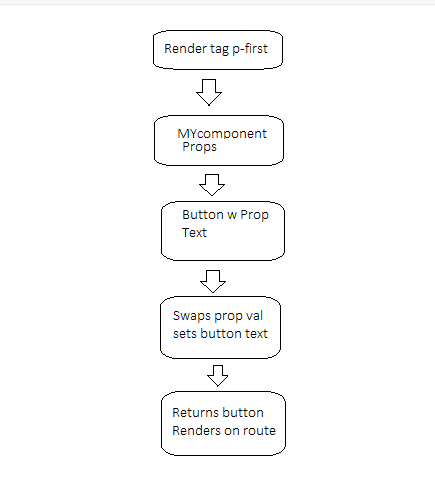 Render tag p-first
MYcomponent
Props
Button w Prop
Text
Swaps prop val
sets button text
Returns button
Renders on route